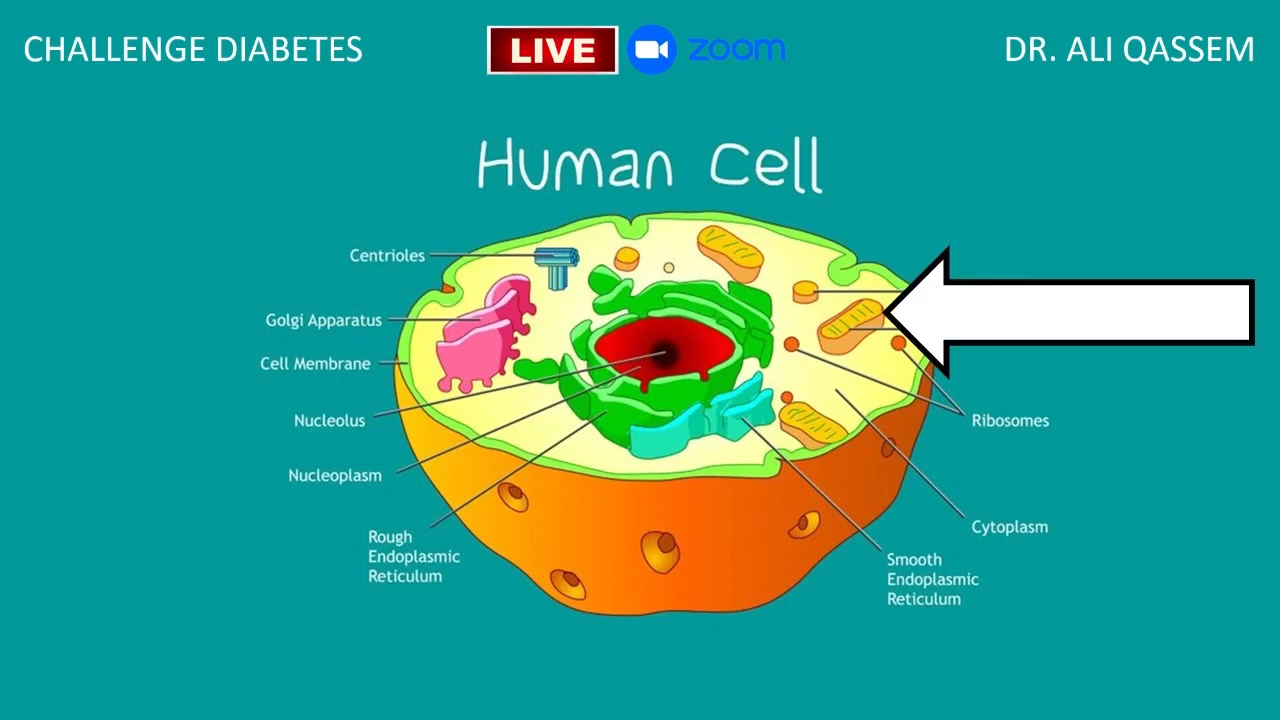 CHALLENGE DIABETES
LIVE
zoom
DR. ALI QASSEM
Human Cell
Centrioles
Golgi Apparatus
Cell Membrane
Nucleolus
Nucleoplasm
Rough
Endoplasmic
Reticulum
Ribosomes
Cytoplasm
Smooth
Endoplasmic
Reticulum